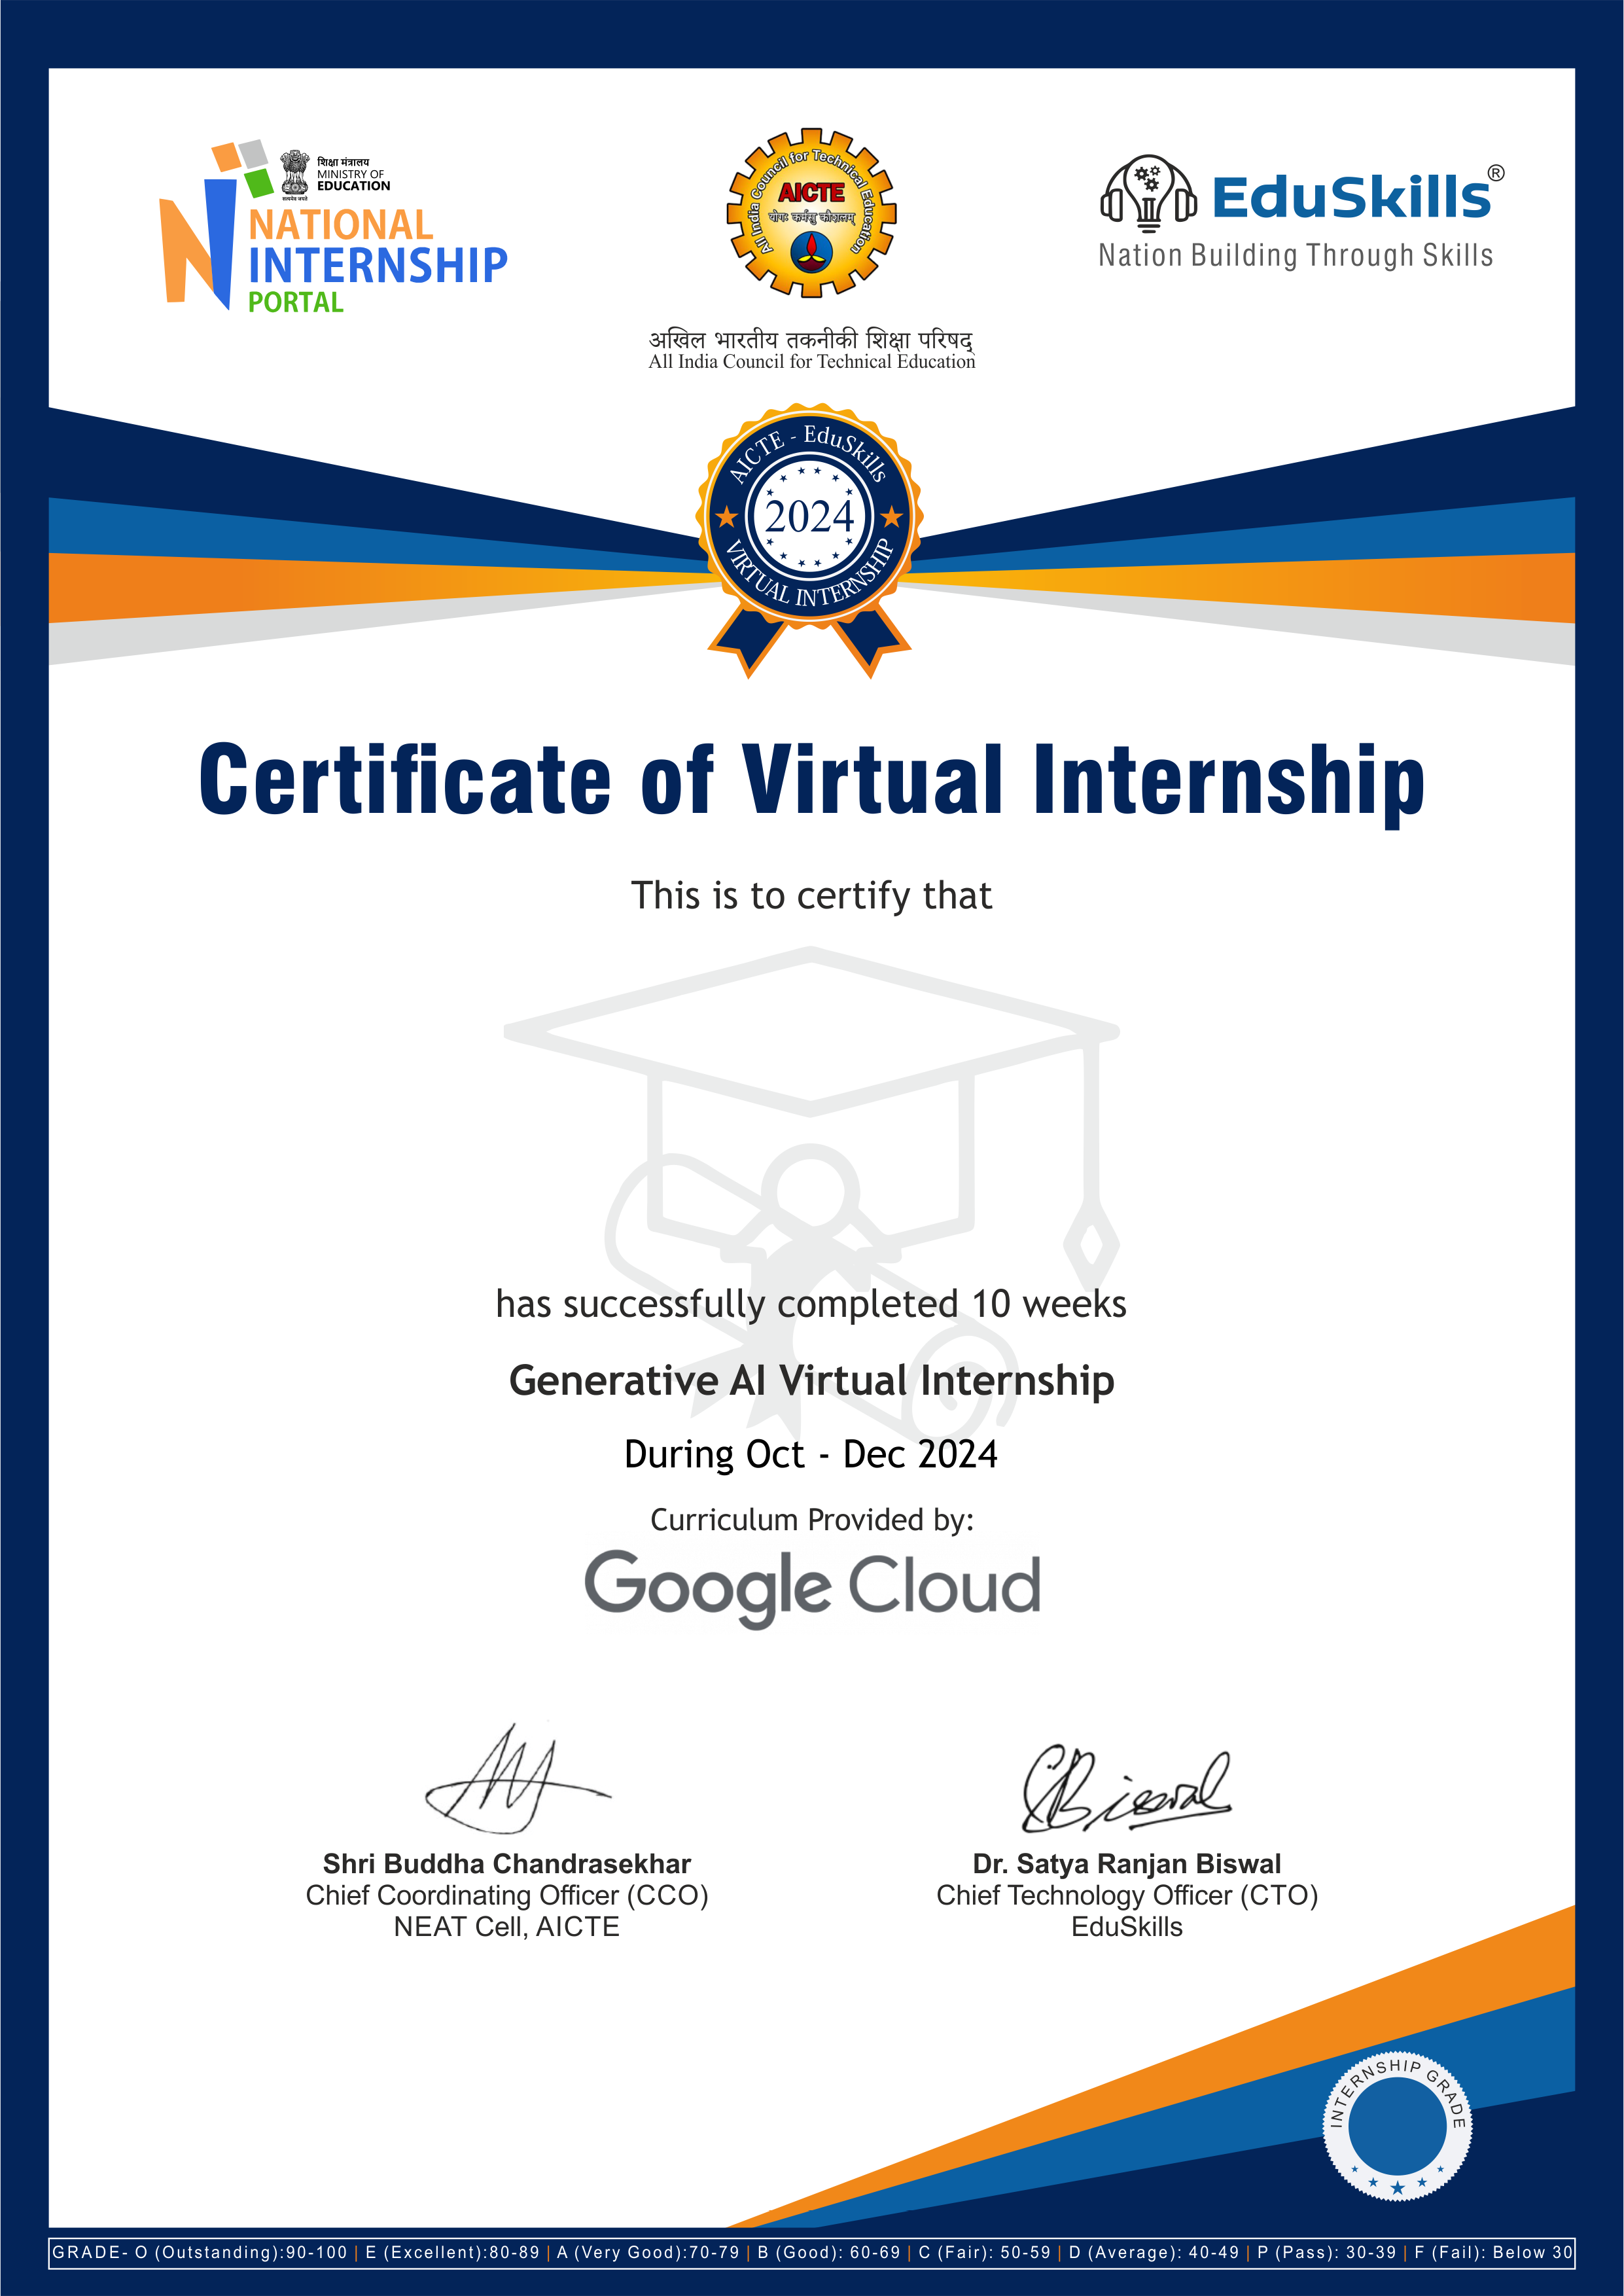 शिक्षा मंत्रालय
MINISTRY OF
EDUCATION
सत्यमेव जयते
NATIONAL
INTERNSHIP
PORTAL
All India Council for Technical Education
AICTE
योगः कर्मसु कौशलम्
अखिल भारतीय तकनीकी शिक्षा परिषद्
All India Council for Technical Education
EduSkills®
Nation Building Through Skills
AICTE - EduSkills
2024
VIRTUAL INTERNSHIP
Certificate of Virtual Internship
This is to certify that
has successfully completed 10 weeks
Generative AI Virtual Internship
During Oct - Dec 2024
Curriculum Provided by:
Google Cloud
Biswal
Shri Buddha Chandrasekhar
Chief Coordinating Officer (CCO)
NEAT Cell, AICTE
Dr. Satya Ranjan Biswal
Chief Technology Officer (CTO)
EduSkills
INTERNSHIP GRADE
GRADE- O (Outstanding):90-100 | E (Excellent):80-89 | A (Very Good):70-79 | B (Good): 60-69 | C (Fair): 50-59 | D (Average): 40-49 | P (Pass): 30-39 | F (Fail): Below 30